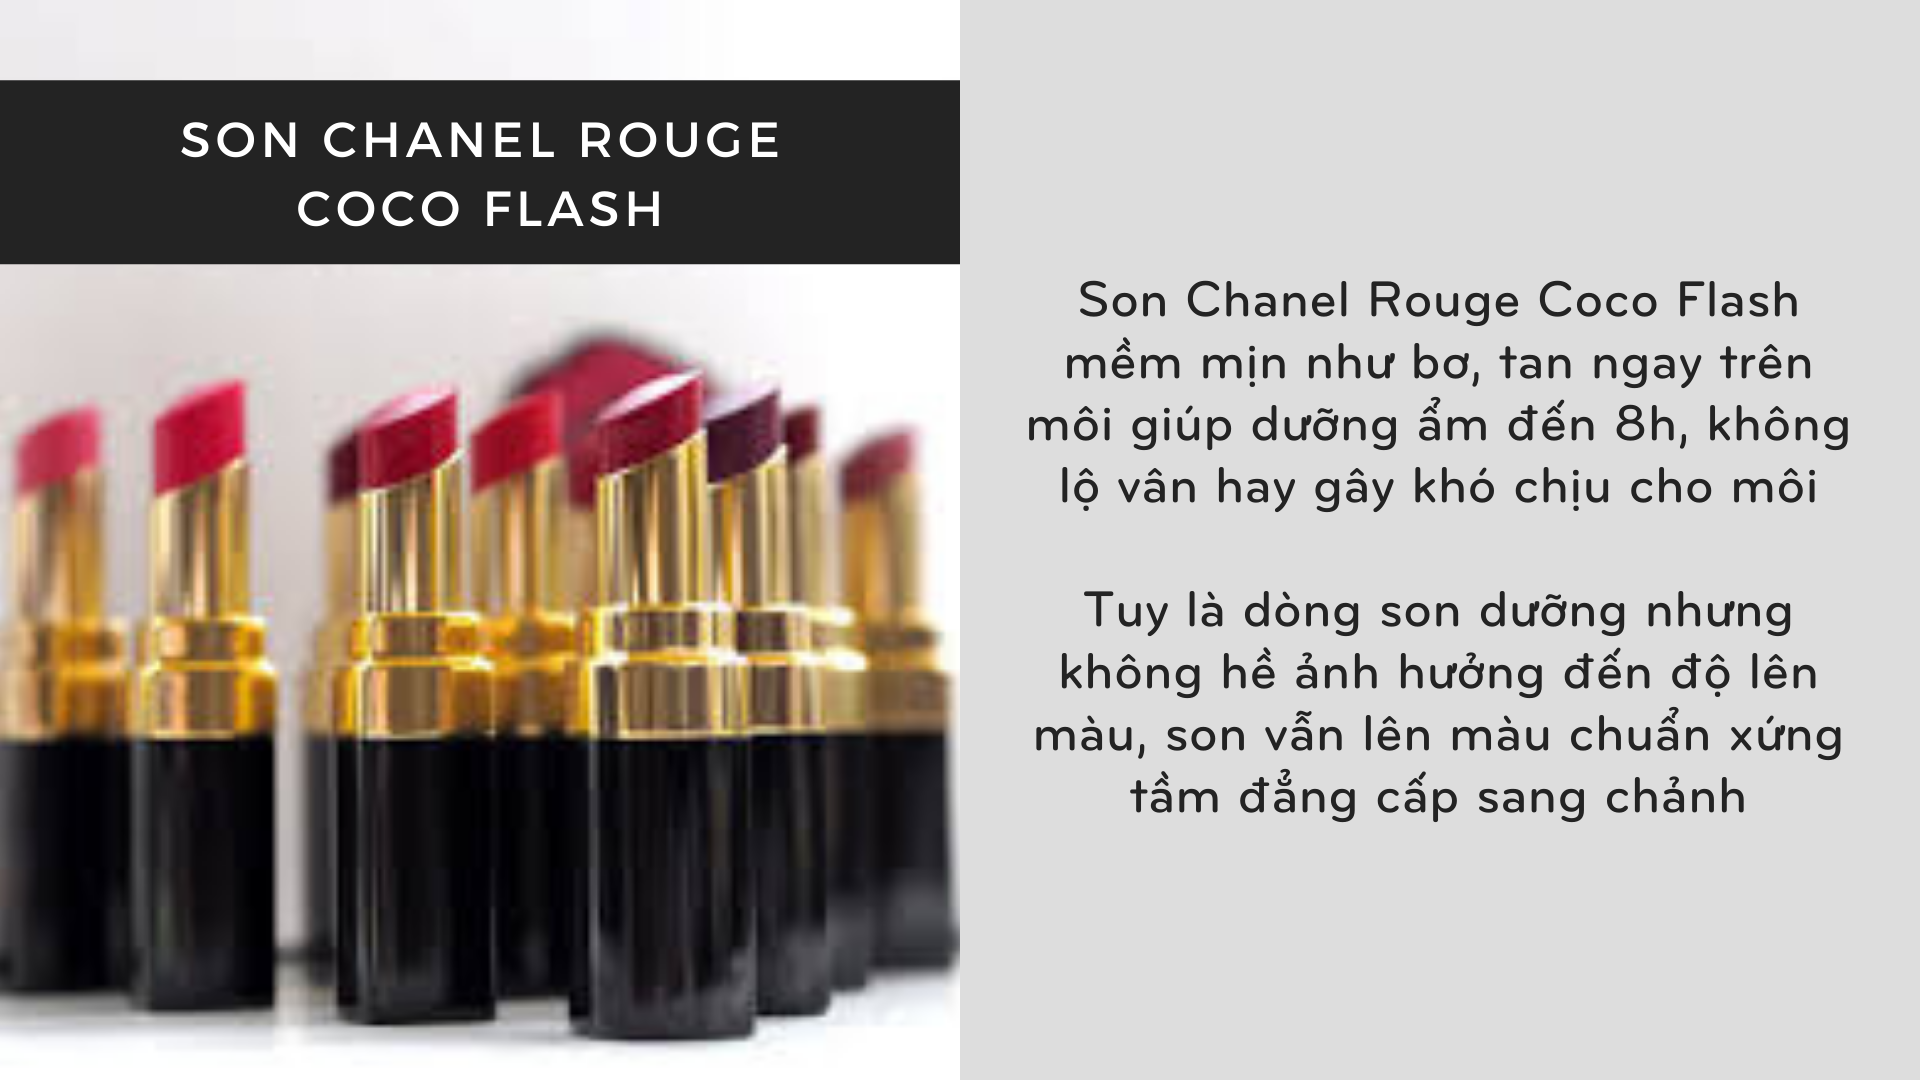 SON CHANEL ROUGE
COCO FLASH
Son Chanel Rouge Coco Flash
mềm mịn như bơ, tan ngay trên
môi giúp dưỡng ẩm đến 8h, không
lộ vân hay gây khó chịu cho môi
Tuy là dòng son dưỡng nhưng
không hề ảnh hưởng đến độ lên
màu, son vẫn lên màu chuẩn xứng
tầm đẳng cấp sang chảnh